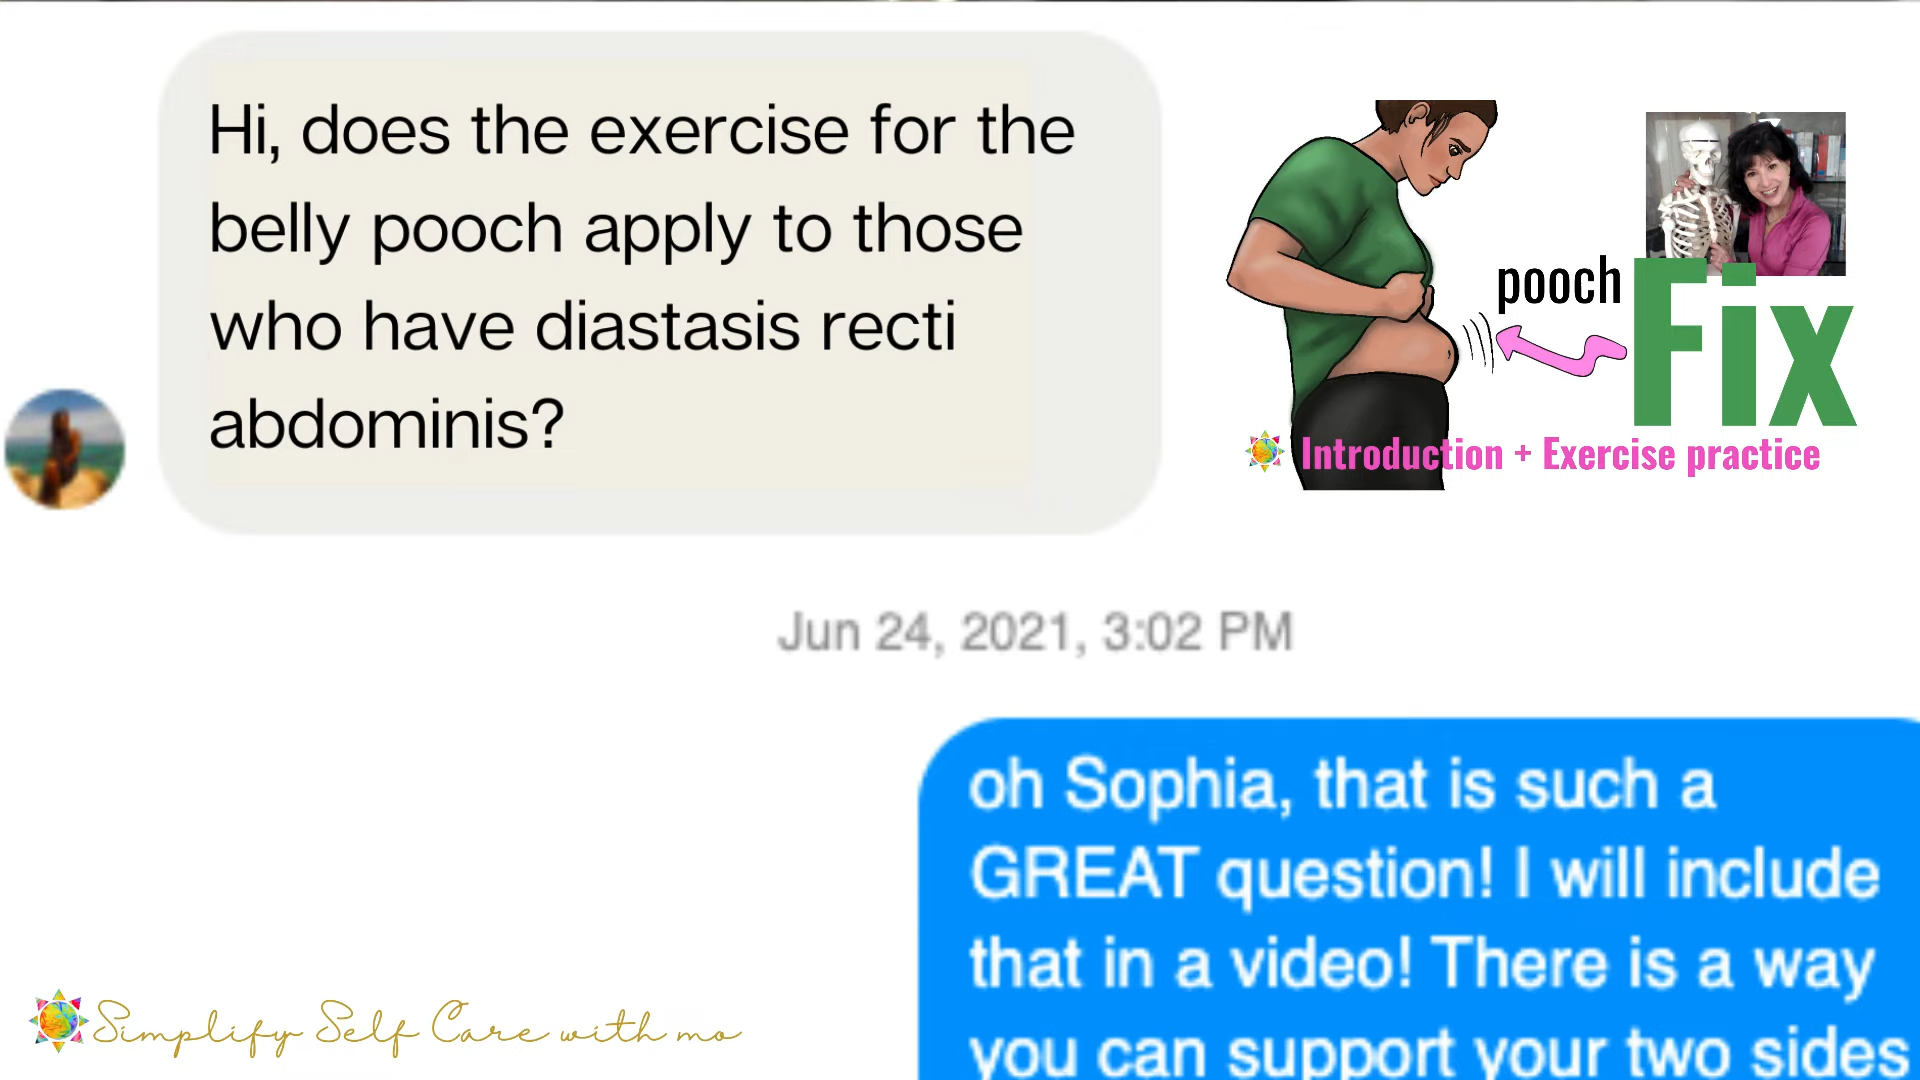 Hi, does the exercise for the
belly pooch apply to those
who have diastasis recti
abdominis?
pooch
Fix
Introduction + Exercise practice
Jun 24, 2021, 3:02 PM
oh Sophia, that is such a
GREAT question! I will include
that in a video! There is a way
you can support your two sides
Simplify Self Care with mo